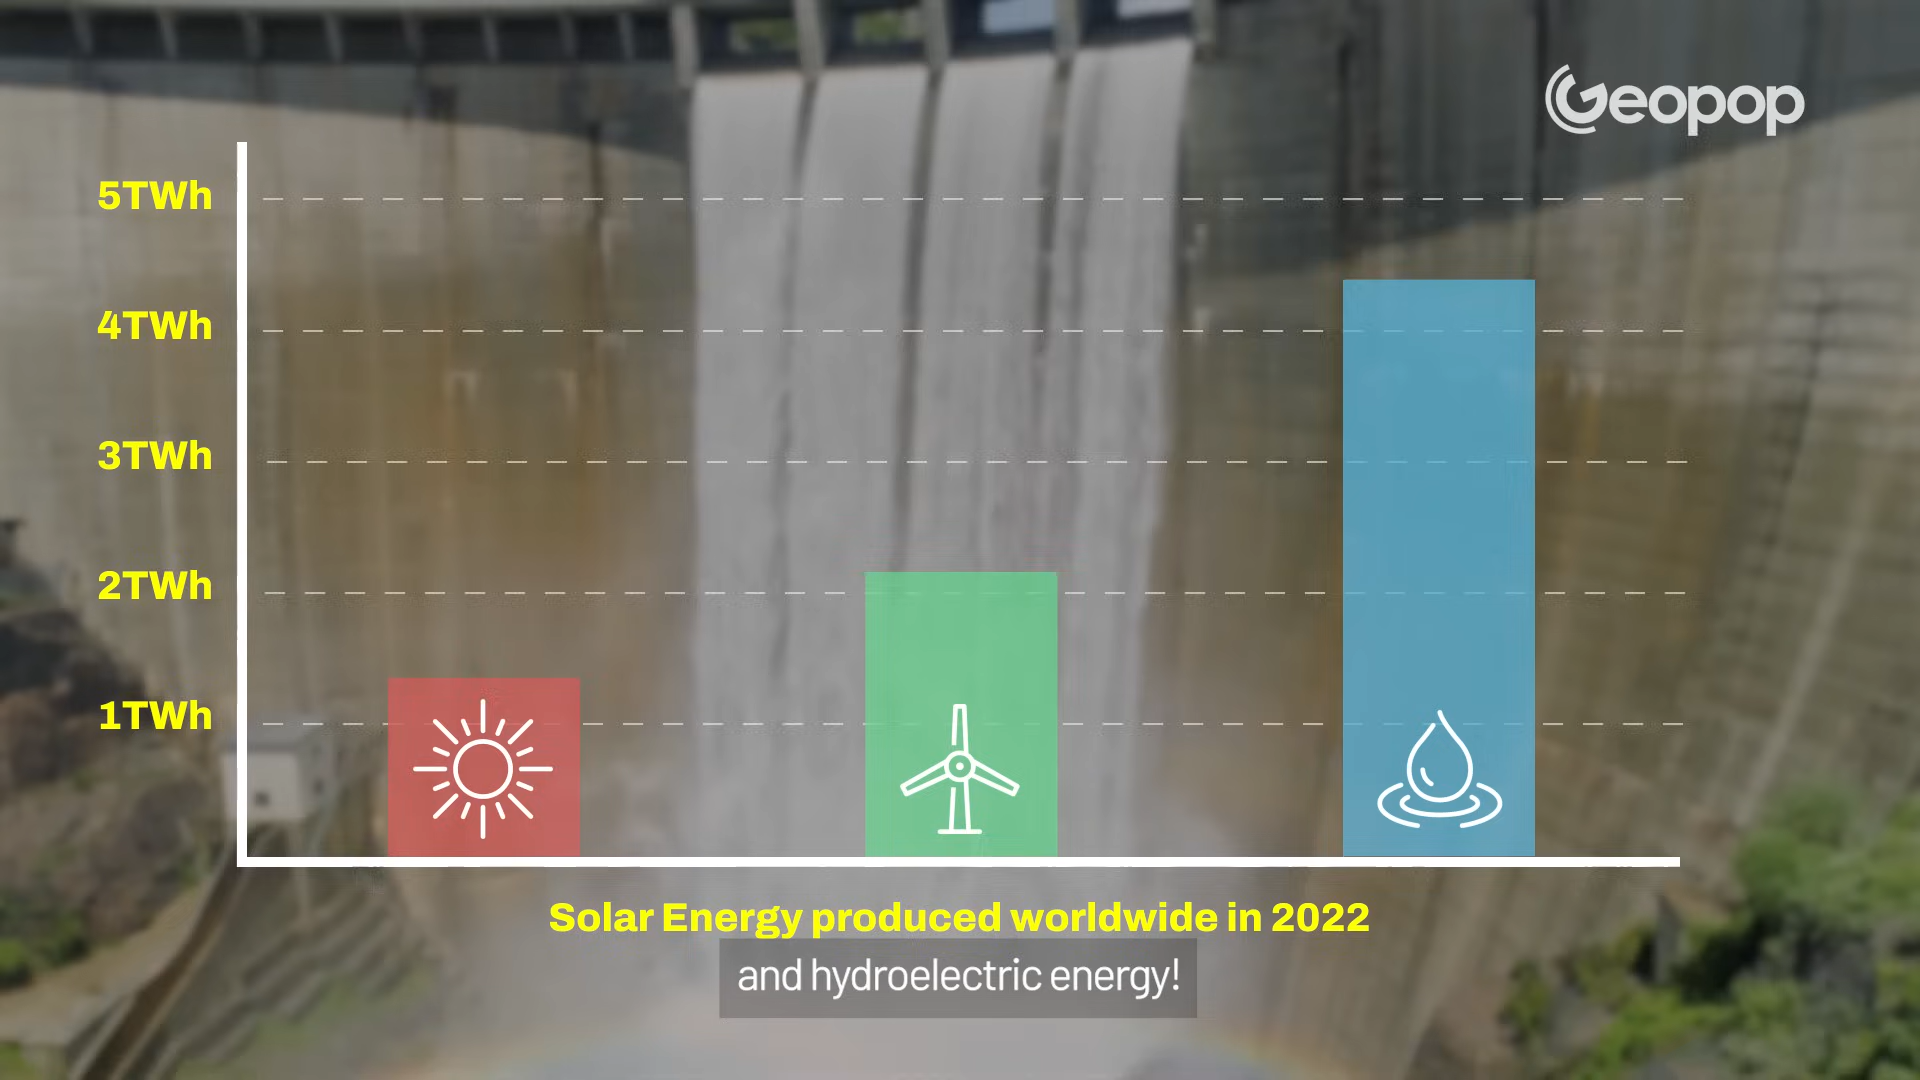 Geopop
5TWh
4TWh
3TWh
2TWh
1TWh
Solar Energy produced worldwide in 2022
and hydroelectric energy!